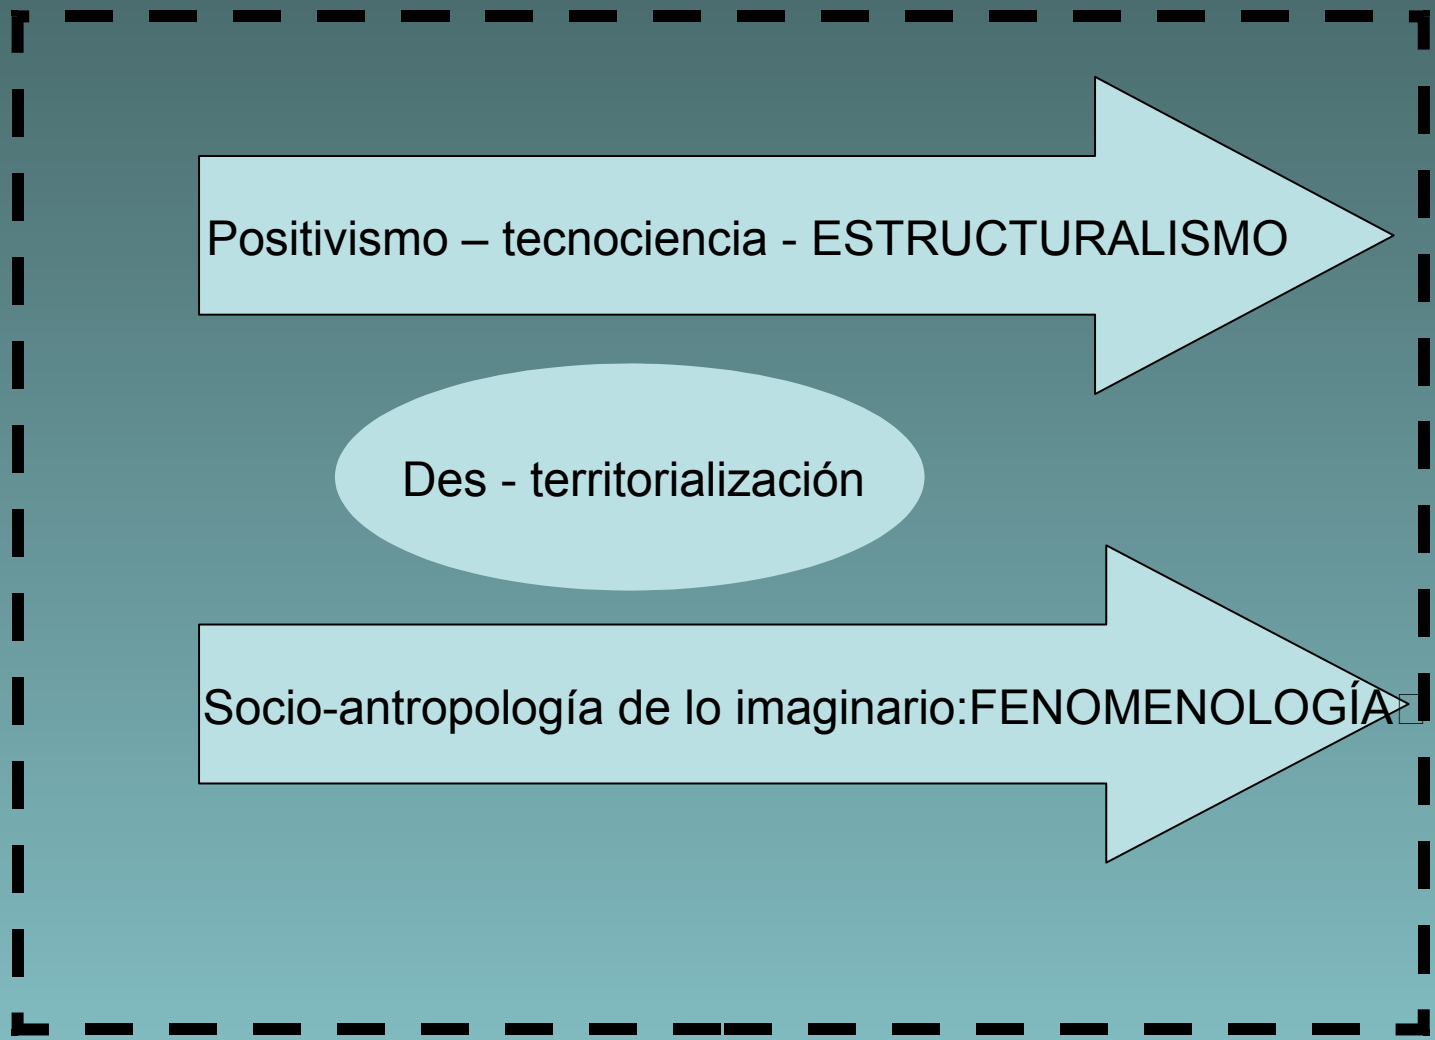 Positivismo – tecnociencia - ESTRUCTURALISMO
Des - territorialización
Socio-antropología de lo imaginario:FENOMENOLOGÍA